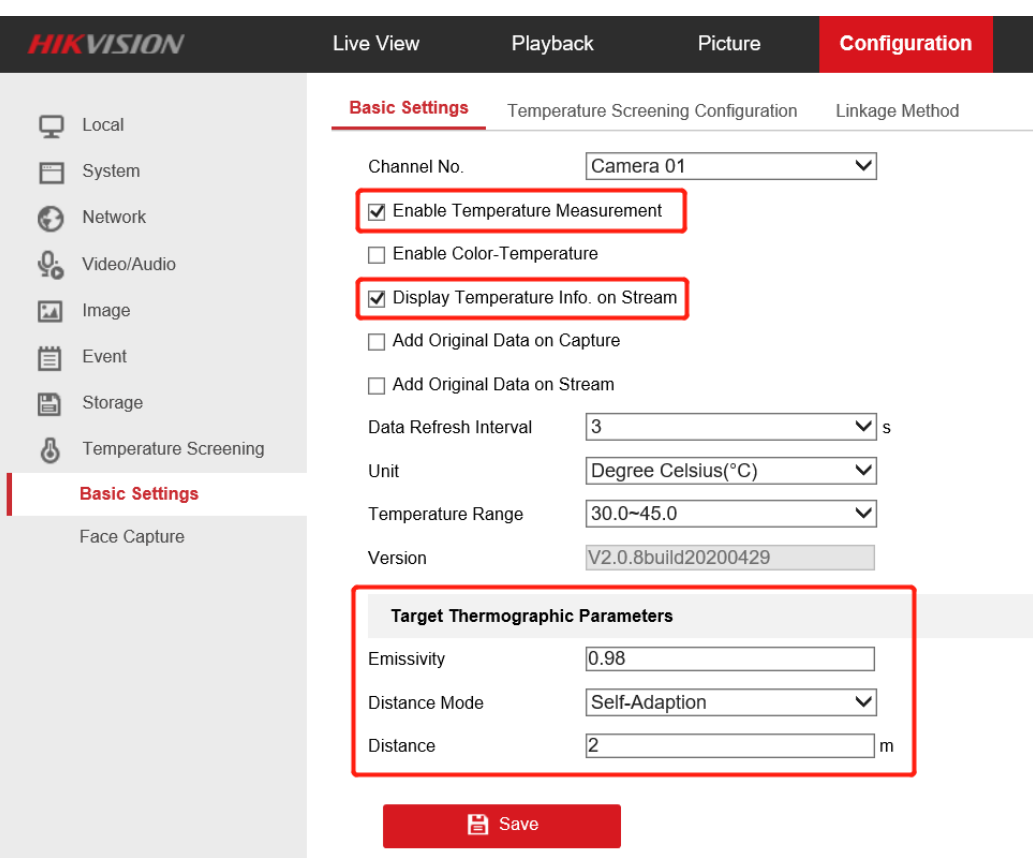 HIKVISION Live View Playback Picture Configuration
Local
System
Network
Video/Audio
Image
Event
Storage
Temperature Screening
Basic Settings
Face Capture
Basic Settings Temperature Screening Configuration Linkage Method
Channel No. Camera 01
Enable Temperature Measurement
Enable Color-Temperature
Display Temperature Info. on Stream
Add Original Data on Capture
Add Original Data on Stream
Data Refresh Interval 3 s
Unit Degree Celsius(°C)
Temperature Range 30.0~45.0
Version V2.0.8build20200429
Target Thermographic Parameters
Emissivity 0.98
Distance Mode Self-Adaption
Distance 2 m
Save